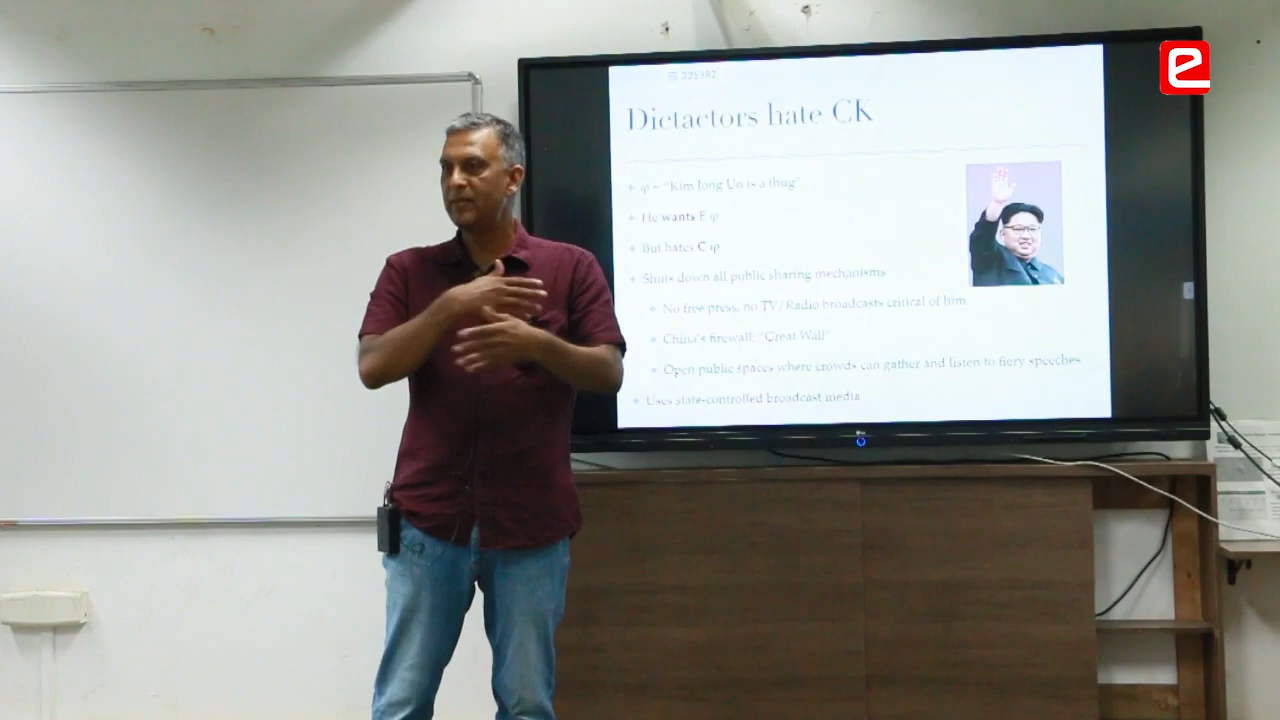 Dictactors hate CK
φ = "Kim Jong Un is a thug"
He wants E φ
But hates C φ
Shuts down all public sharing mechanisms
No free press, no TV/Radio broadcasts critical of him
China's firewall: "Great Wall"
Open public spaces where crowds can gather and listen to fiery speeches
Uses state-controlled broadcast media
e